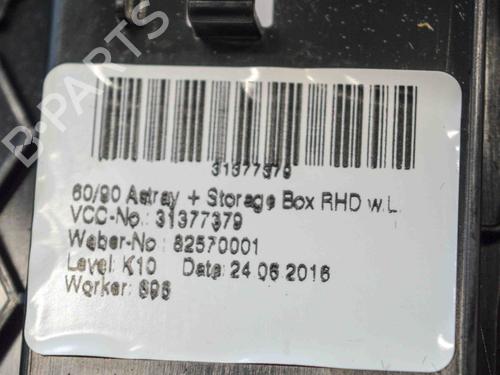 B-PARTS
31377379
60/90 Astray + Storage Box RHD w.L.
VCC-No.: 31377379
Weber-No : 82570001
Level: K10 Date: 24.06.2016
Worker: 896